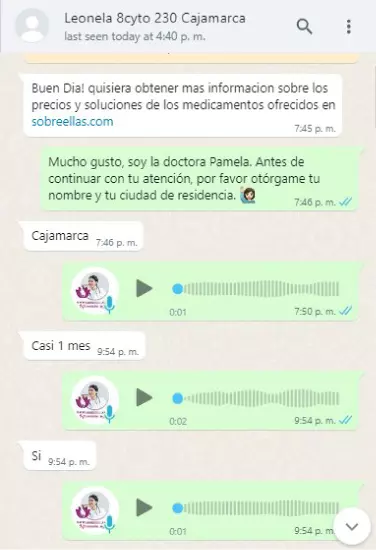 Leonela 8cyto 230 Cajamarca
last seen today at 4:40 p. m.
Buen Dia! quisiera obtener mas informacion sobre los
precios y soluciones de los medicamentos ofrecidos en
sobreellas.com
7:45 p. m.
Mucho gusto, soy la doctora Pamela. Antes de
continuar con tu atención, por favor otórgame tu
nombre y tu ciudad de residencia. 🙋🏻‍♀️
7:46 p. m.
Cajamarca 7:46 p. m.
0:01 7:50 p. m.
Casi 1 mes 9:54 p. m.
0:02 9:54 p. m.
Si 9:54 p. m.
0:01 9:54 p. m.